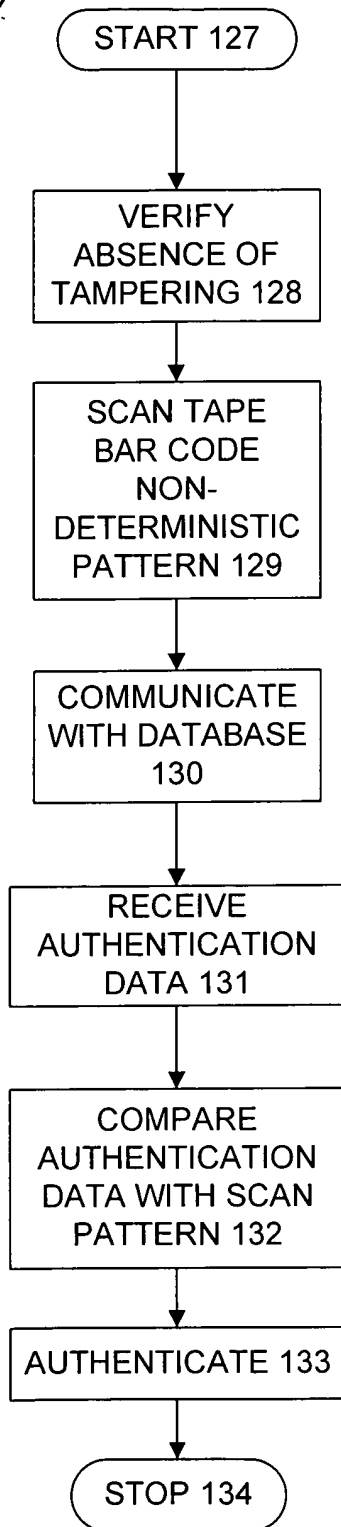 START 127
VERIFY
ABSENCE OF
TAMPERING 128
SCAN TAPE
BAR CODE
NON-
DETERMINISTIC
PATTERN 129
COMMUNICATE
WITH DATABASE
130
RECEIVE
AUTHENTICATION
DATA 131
COMPARE
AUTHENTICATION
DATA WITH SCAN
PATTERN 132
AUTHENTICATE 133
STOP 134